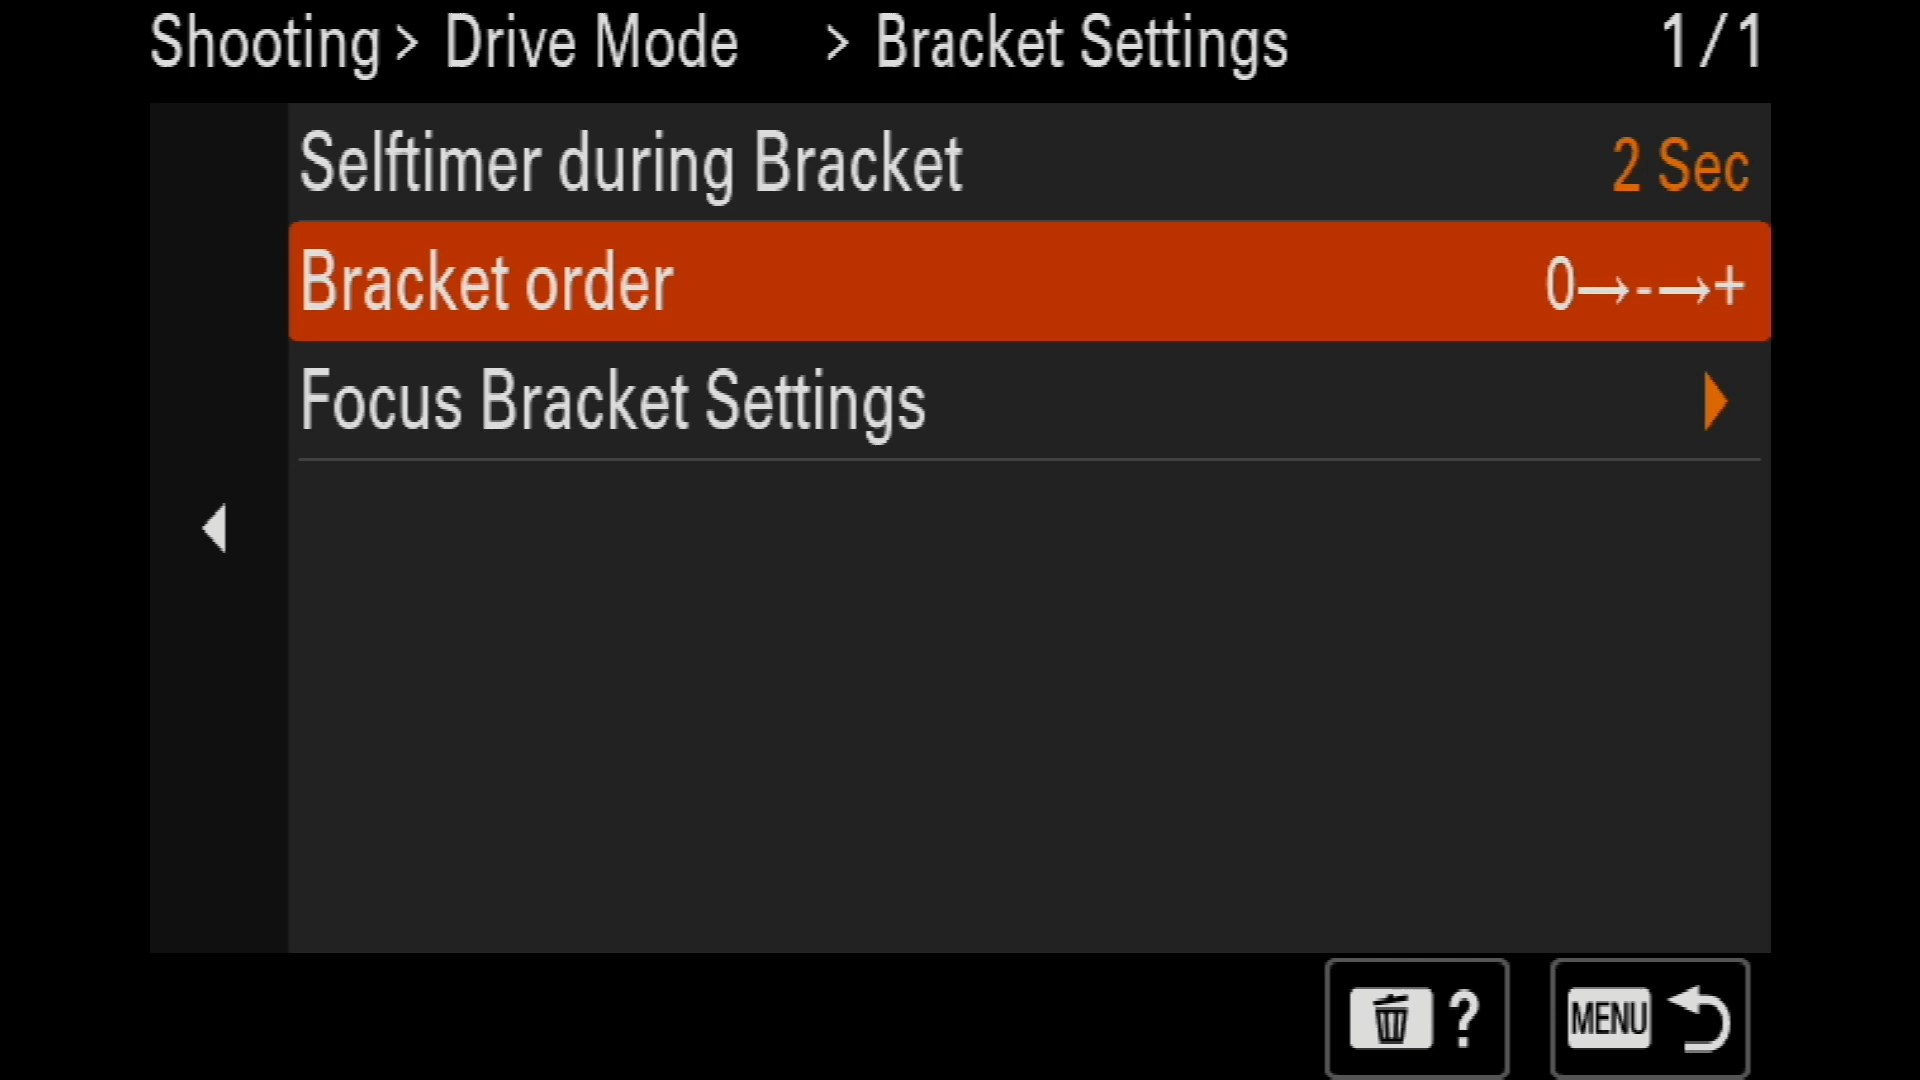 Shooting > Drive Mode > Bracket Settings 1/1
Selftimer during Bracket 2 Sec
Bracket order 0→-→+
Focus Bracket Settings
? MENU